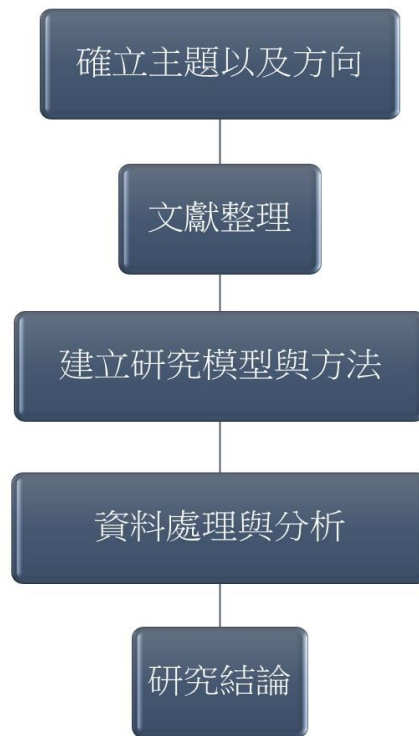 確立主題以及方向
文獻整理
建立研究模型與方法
資料處理與分析
研究結論